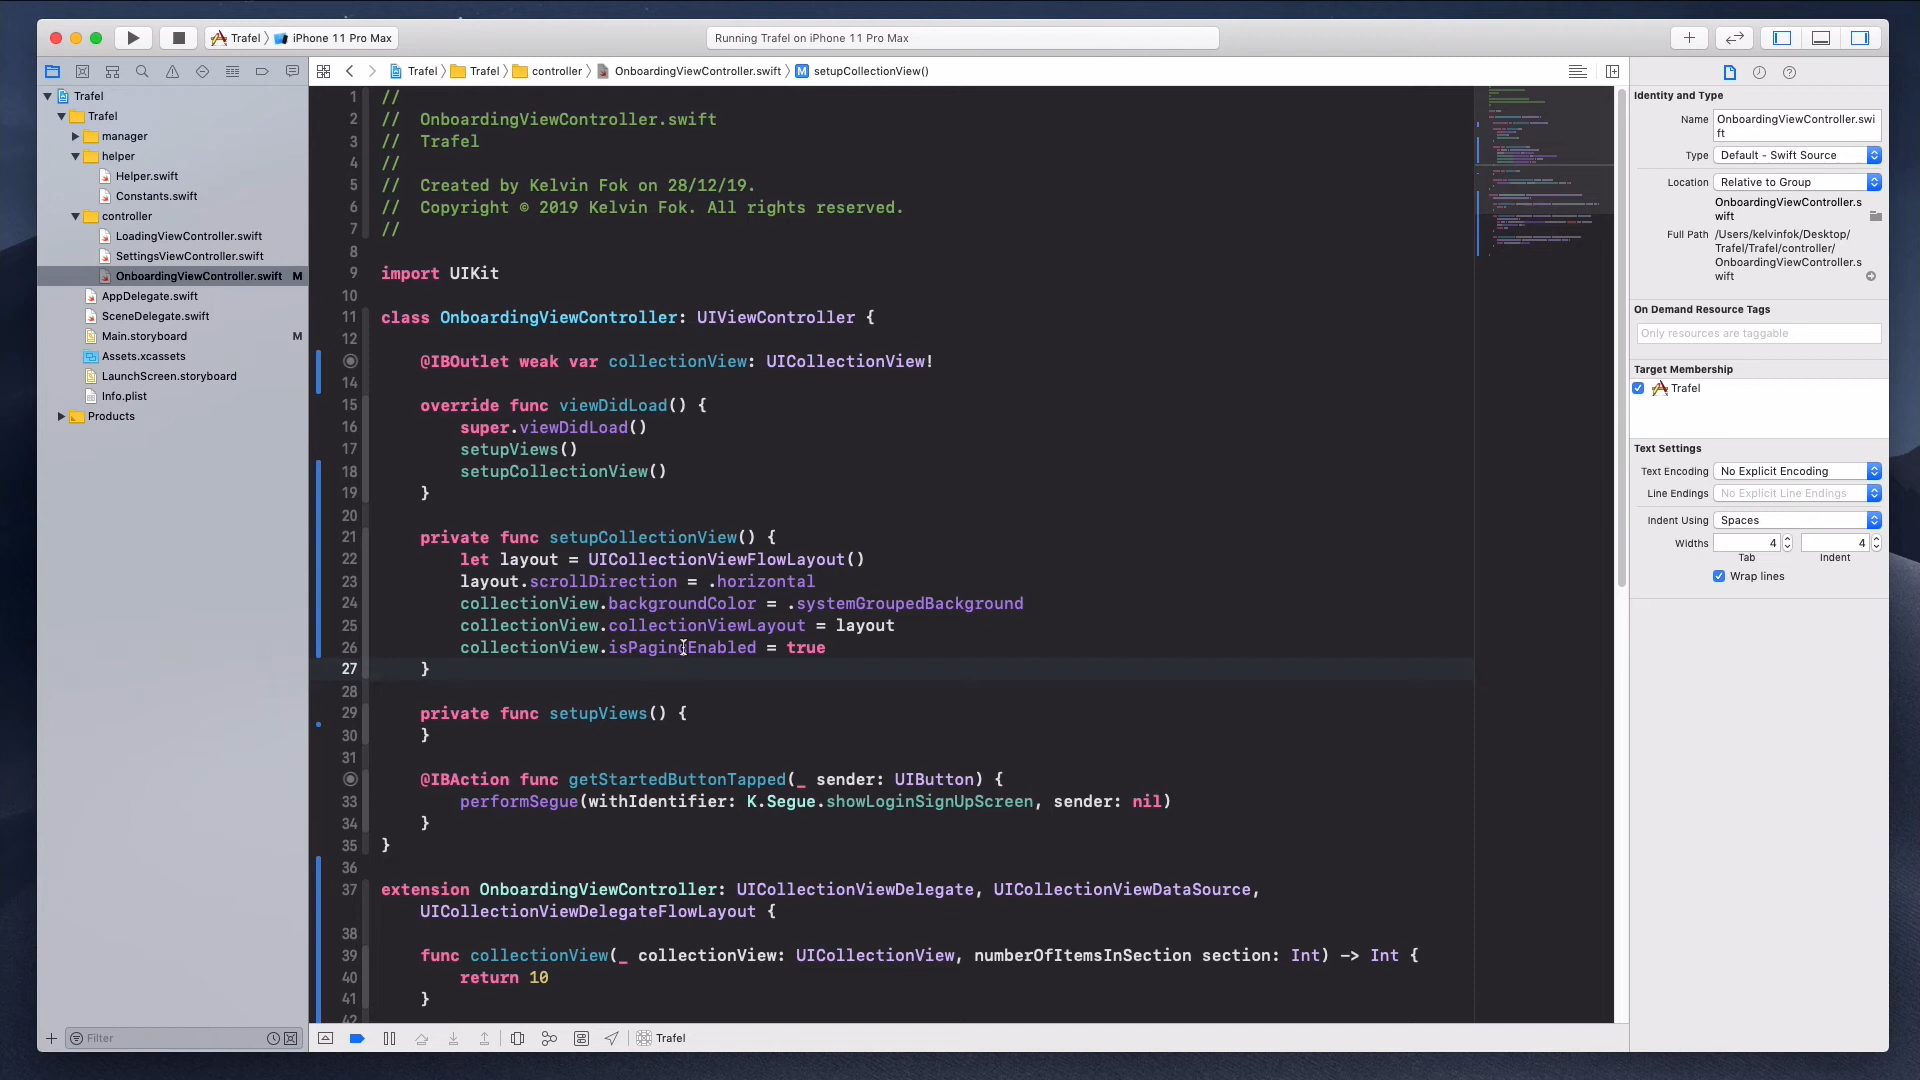 Trafel
iPhone 11 Pro Max
Running Trafel on iPhone 11 Pro Max
Trafel
Trafel
controller
OnboardingViewController.swift
M
setupCollectionView()
Trafel
Trafel
manager
helper
Helper.swift
Constants.swift
controller
LoadingViewController.swift
SettingsViewController.swift
OnboardingViewController.swift M
AppDelegate.swift
SceneDelegate.swift
Main.storyboard M
Assets.xcassets
LaunchScreen.storyboard
Info.plist
Products
Filter
1 //
2 //  OnboardingViewController.swift
3 //  Trafel
4 //
5 //  Created by Kelvin Fok on 28/12/19.
6 //  Copyright © 2019 Kelvin Fok. All rights reserved.
7 //
8
9 import UIKit
10
11 class OnboardingViewController: UIViewController {
12
@IBOutlet weak var collectionView: UICollectionView!
14
15 override func viewDidLoad() {
16 super.viewDidLoad()
17 setupViews()
18 setupCollectionView()
19 }
20
21 private func setupCollectionView() {
22 let layout = UICollectionViewFlowLayout()
23 layout.scrollDirection = .horizontal
24 collectionView.backgroundColor = .systemGroupedBackground
25 collectionView.collectionViewLayout = layout
26 collectionView.isPagingEnabled = true
27 }
28
29 private func setupViews() {
30 }
31
@IBAction func getStartedButtonTapped(_ sender: UIButton) {
33 performSegue(withIdentifier: K.Segue.showLoginSignUpScreen, sender: nil)
34 }
35 }
36
37 extension OnboardingViewController: UICollectionViewDelegate, UICollectionViewDataSource,
UICollectionViewDelegateFlowLayout {
38
39 func collectionView(_ collectionView: UICollectionView, numberOfItemsInSection section: Int) -> Int {
40 return 10
41 }
42
Trafel
Identity and Type
Name OnboardingViewController.swi
ft
Type Default - Swift Source
Location Relative to Group
OnboardingViewController.s
wift
Full Path /Users/kelvinfok/Desktop/
Trafel/Trafel/controller/
OnboardingViewController.s
wift
On Demand Resource Tags
Only resources are taggable
Target Membership
Trafel
Text Settings
Text Encoding No Explicit Encoding
Line Endings No Explicit Line Endings
Indent Using Spaces
Widths 4 4
Tab Indent
Wrap lines